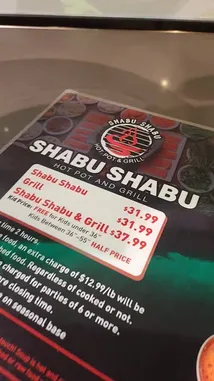 SHABU SHABU
HOT POT & GRILL
SHABU SHABU
HOT POT AND GRILL
Shabu Shabu $31.99
Grill $31.99
Shabu Shabu & Grill $37.99
Kid Price: FREE for Kids under 36"
Kids Between 36"-55" HALF PRICE
time 2 hours.
food, an extra charge of $12.99/lb will be
hed food. Regardless of cooked or not.
charged for parties of 6 or more.
re closing time.
on seasonal base